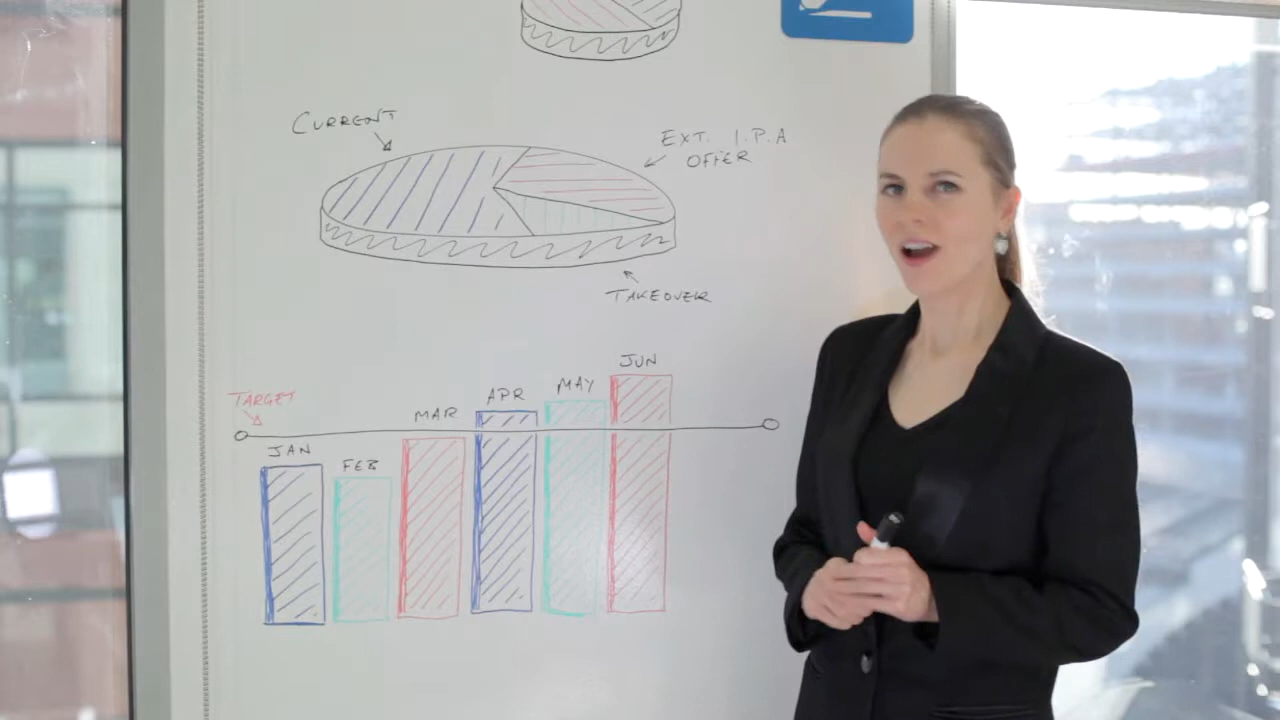 CURRENT
EXT. I.P.A
OFFER
TAKEOVER
JUN
MAY
APR
TARGET
MAR
JAN
FEB